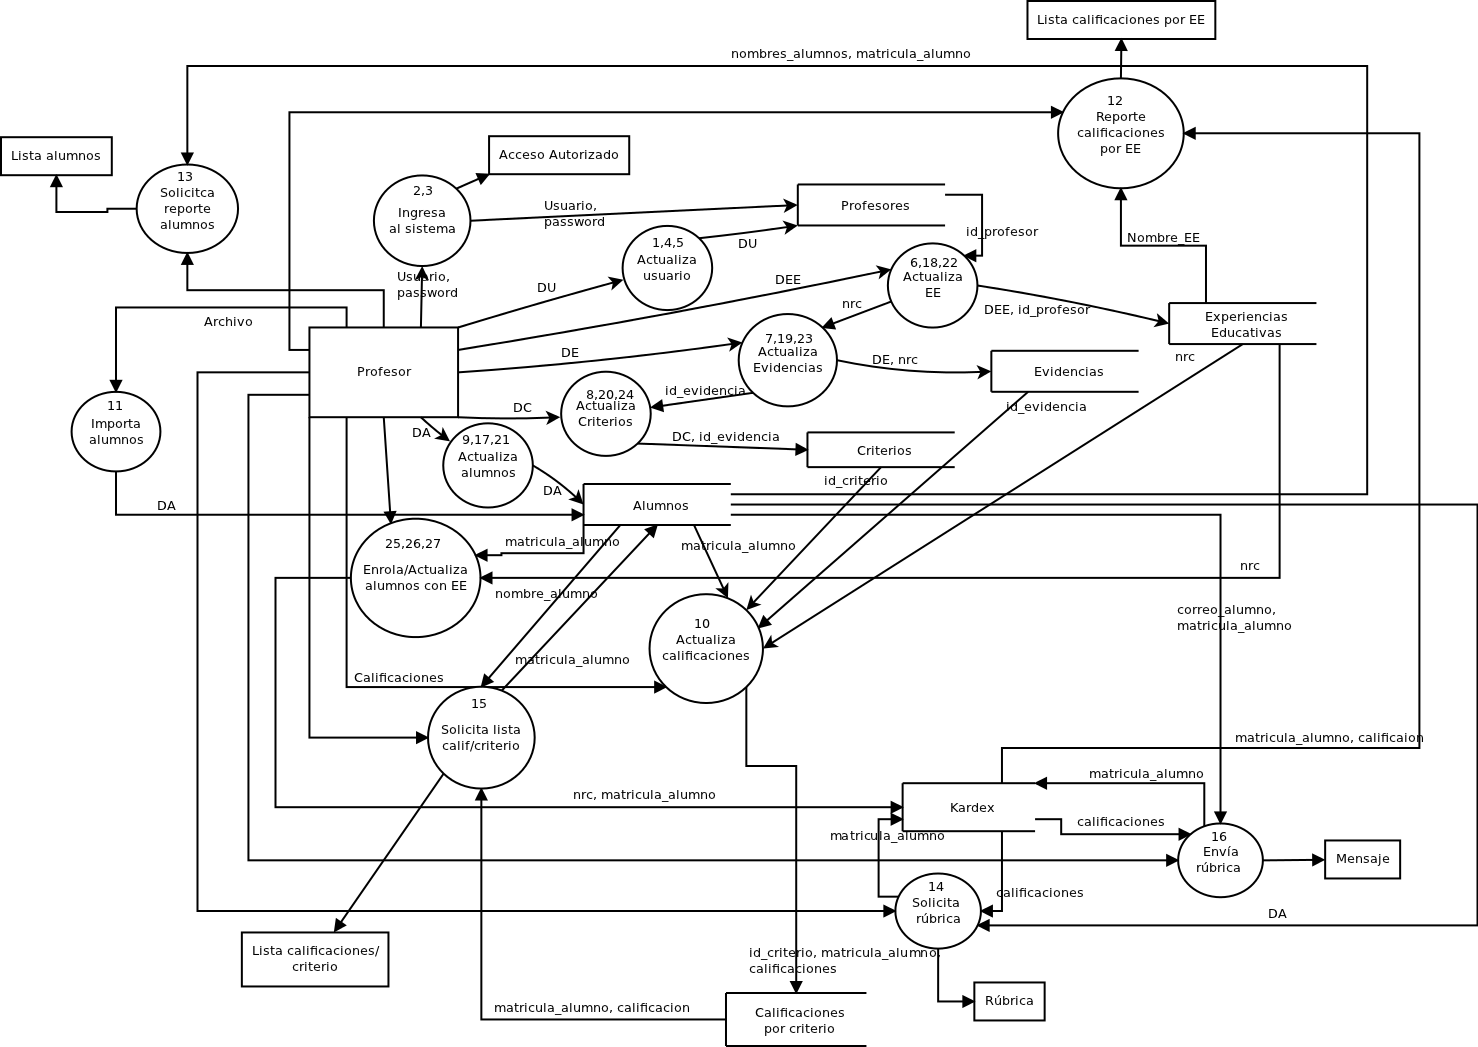 Lista calificaciones por EE
nombres_alumnos, matricula_alumno
12
Reporte
calificaciones
por EE
Lista alumnos
Acceso Autorizado
13
Solicitca
reporte
alumnos
2,3
Ingresa
al sistema
Usuario,
password
Profesores
id_profesor
Nombre_EE
1,4,5
Actualiza
usuario
DU
6,18,22
Actualiza
EE
Usuario,
password
DU
DEE
nrc
DEE, id_profesor
Experiencias
Educativas
Archivo
7,19,23
Actualiza
Evidencias
DE
DE, nrc
nrc
Profesor
Evidencias
8,20,24
Actualiza
Criterios
id_evidencia
id_evidencia
11
Importa
alumnos
DC
DA
9,17,21
Actualiza
alumnos
DC, id_evidencia
Criterios
id_criterio
DA
DA
Alumnos
25,26,27
Enrola/Actualiza
alumnos con EE
matricula_alumno
matricula_alumno
nrc
nombre_alumno
correo_alumno,
matricula_alumno
10
Actualiza
calificaciones
matricula_alumno
Calificaciones
15
Solicita lista
calif/criterio
matricula_alumno, calificaion
matricula_alumno
nrc, matricula_alumno
Kardex
calificaciones
matricula_alumno
16
Envía
rúbrica
Mensaje
14
Solicita
rúbrica
calificaciones
DA
Lista calificaciones/
criterio
id_criterio, matricula_alumno,
calificaciones
Rúbrica
matricula_alumno, calificacion
Calificaciones
por criterio